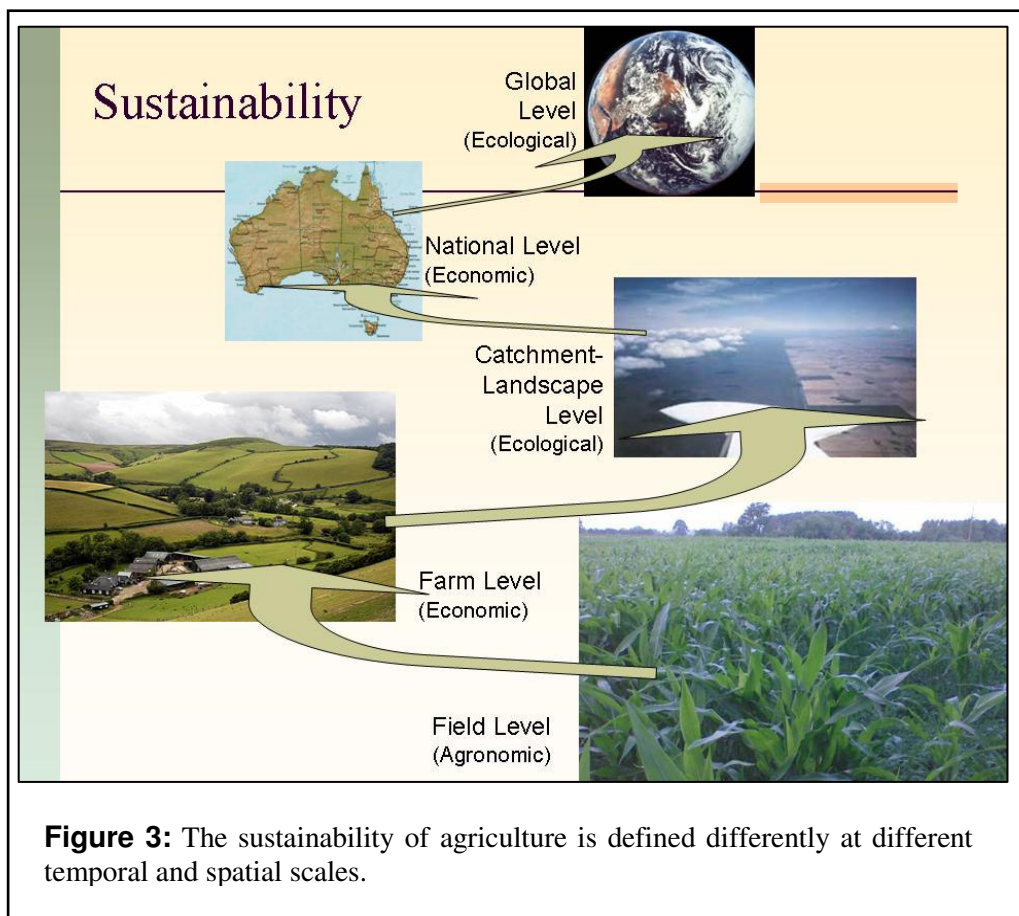 Sustainability
Global
Level
(Ecological)
National Level
(Economic)
Catchment-
Landscape
Level
(Ecological)
Farm Level
(Economic)
Field Level
(Agronomic)
Figure 3: The sustainability of agriculture is defined differently at different
temporal and spatial scales.